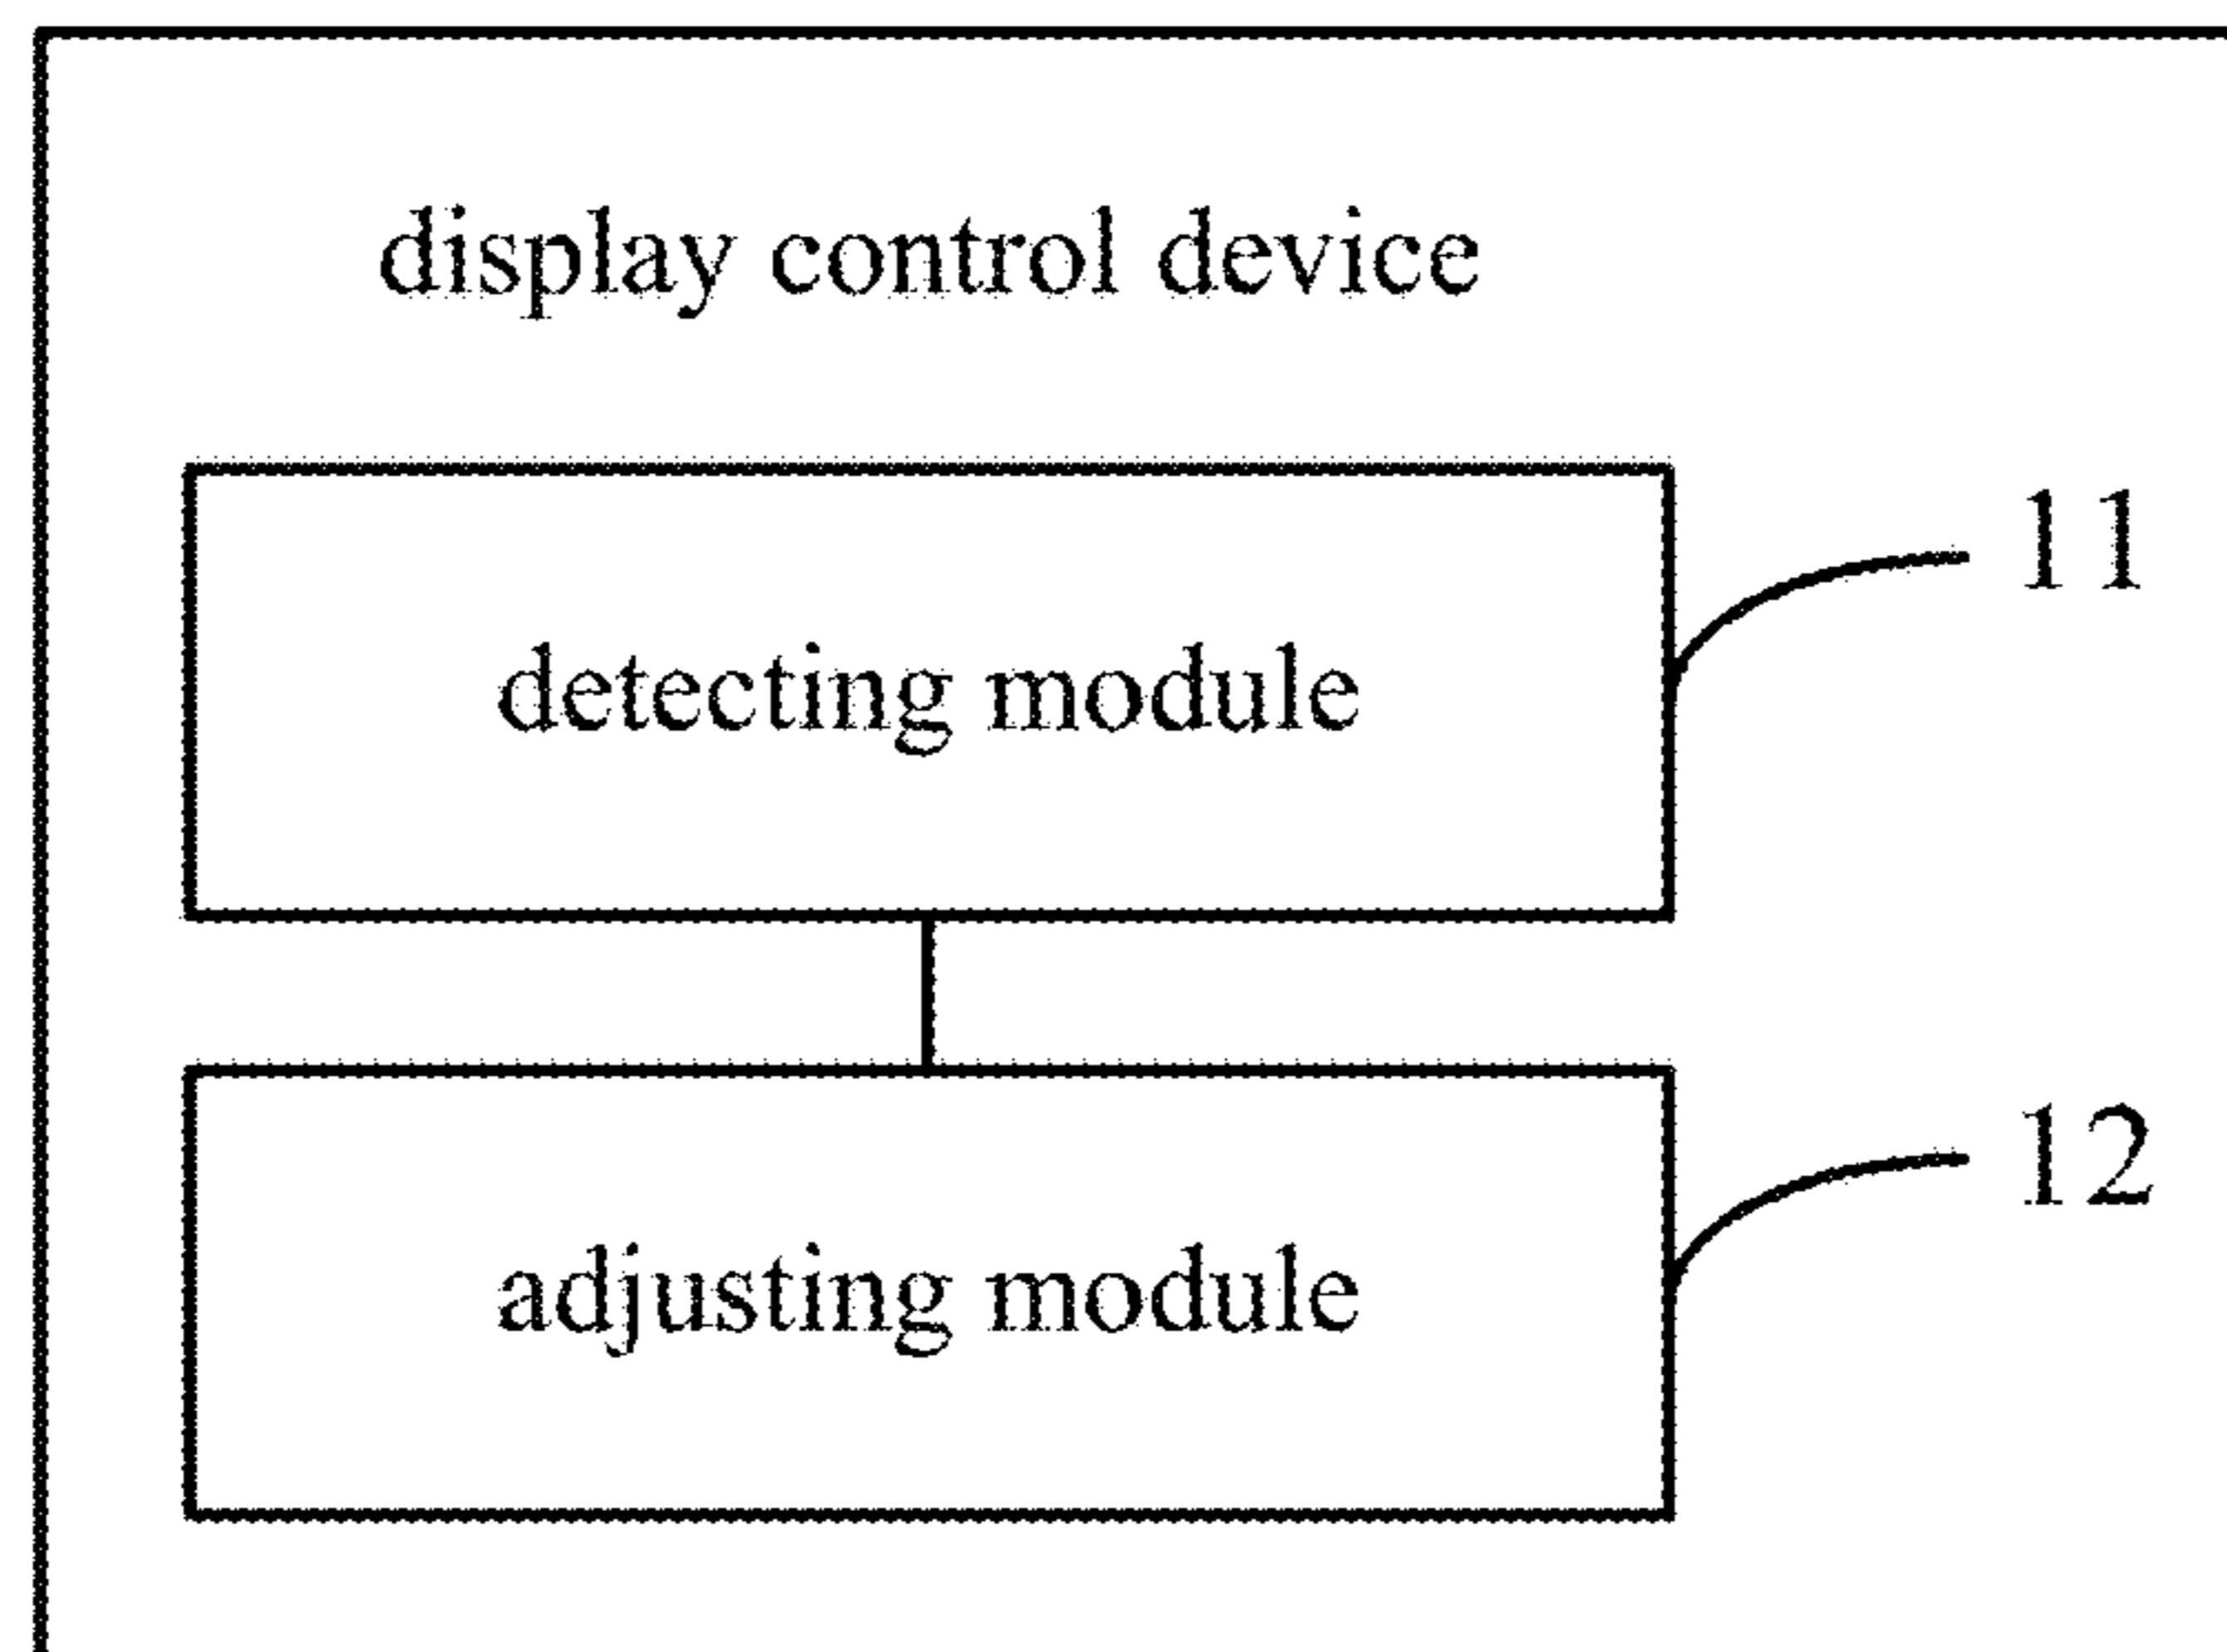 display control device
11
detecting module
12
adjusting module